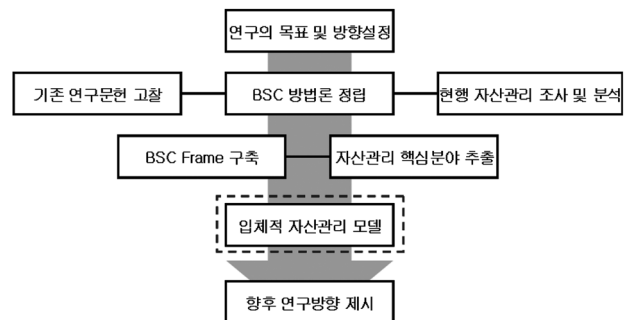 연구의 목표 및 방향설정
기존 연구문헌 고찰
BSC 방법론 정립
현행 자산관리 조사 및 분석
BSC Frame 구축
자산관리 핵심분야 추출
입체적 자산관리 모델
향후 연구방향 제시